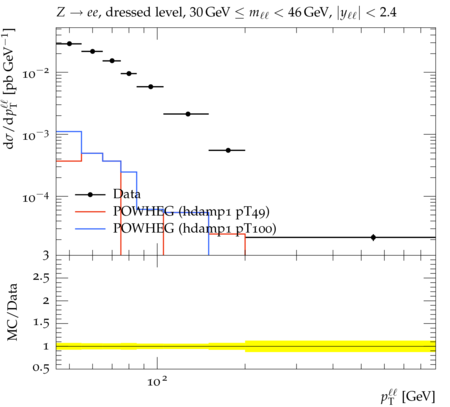 Z → ee, dressed level, 30 GeV ≤ mℓℓ < 46 GeV, |yℓℓ| < 2.4
dσ/dp_T^ℓℓ [pb GeV⁻¹]
10⁻²
10⁻³
10⁻⁴
Data
POWHEG (hdamp1 pT49)
POWHEG (hdamp1 pT100)
MC/Data
3
2.5
2
1.5
1
0.5
10²
p_T^ℓℓ [GeV]